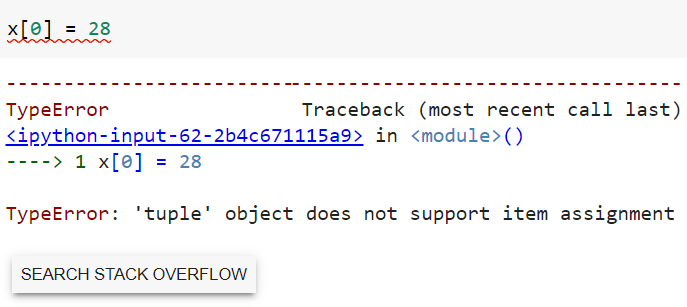 x[0] = 28
---------------------------------------------------------------------------
TypeError                                 Traceback (most recent call last)
<ipython-input-62-2b4c671115a9> in <module>()
----> 1 x[0] = 28

TypeError: 'tuple' object does not support item assignment
SEARCH STACK OVERFLOW